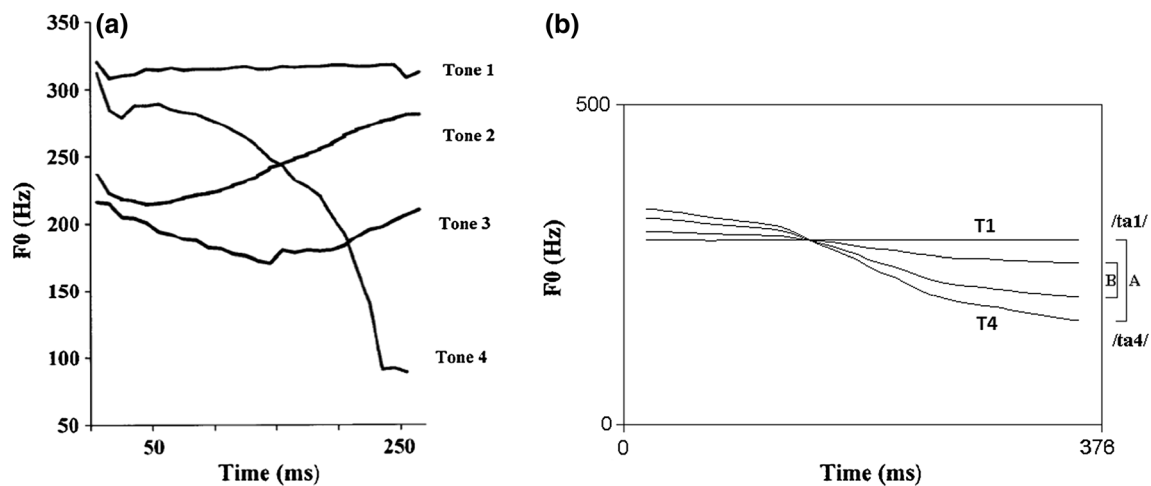 (a)
350
300
250
200
150
100
50
F0 (Hz)
50
250
Time (ms)
Tone 1
Tone 2
Tone 3
Tone 4
(b)
500
0
F0 (Hz)
0
376
Time (ms)
T1
T4
/ta1/
B
A
/ta4/